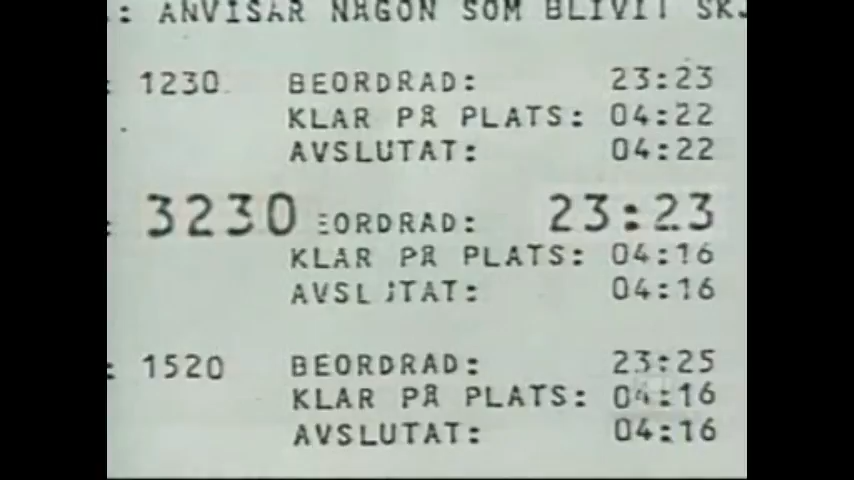 : ANVISAR NÅGON SOM BLIVIT
: 1230 BEORDRAD: 23:23
KLAR PÅ PLATS: 04:22
AVSLUTAT: 04:22
: 3230 EORDRAD: 23:23
KLAR PÅ PLATS: 04:16
AVSLUTAT: 04:16
: 1520 BEORDRAD: 23:25
KLAR PÅ PLATS: 04:16
AVSLUTAT: 04:16